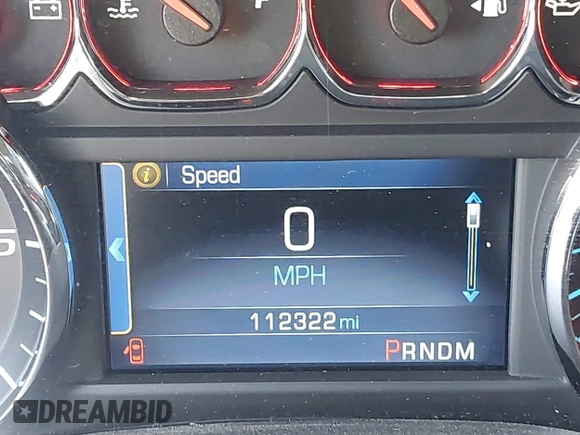 F
Speed
0
MPH
112322 mi
PRNDM
DREAMBID